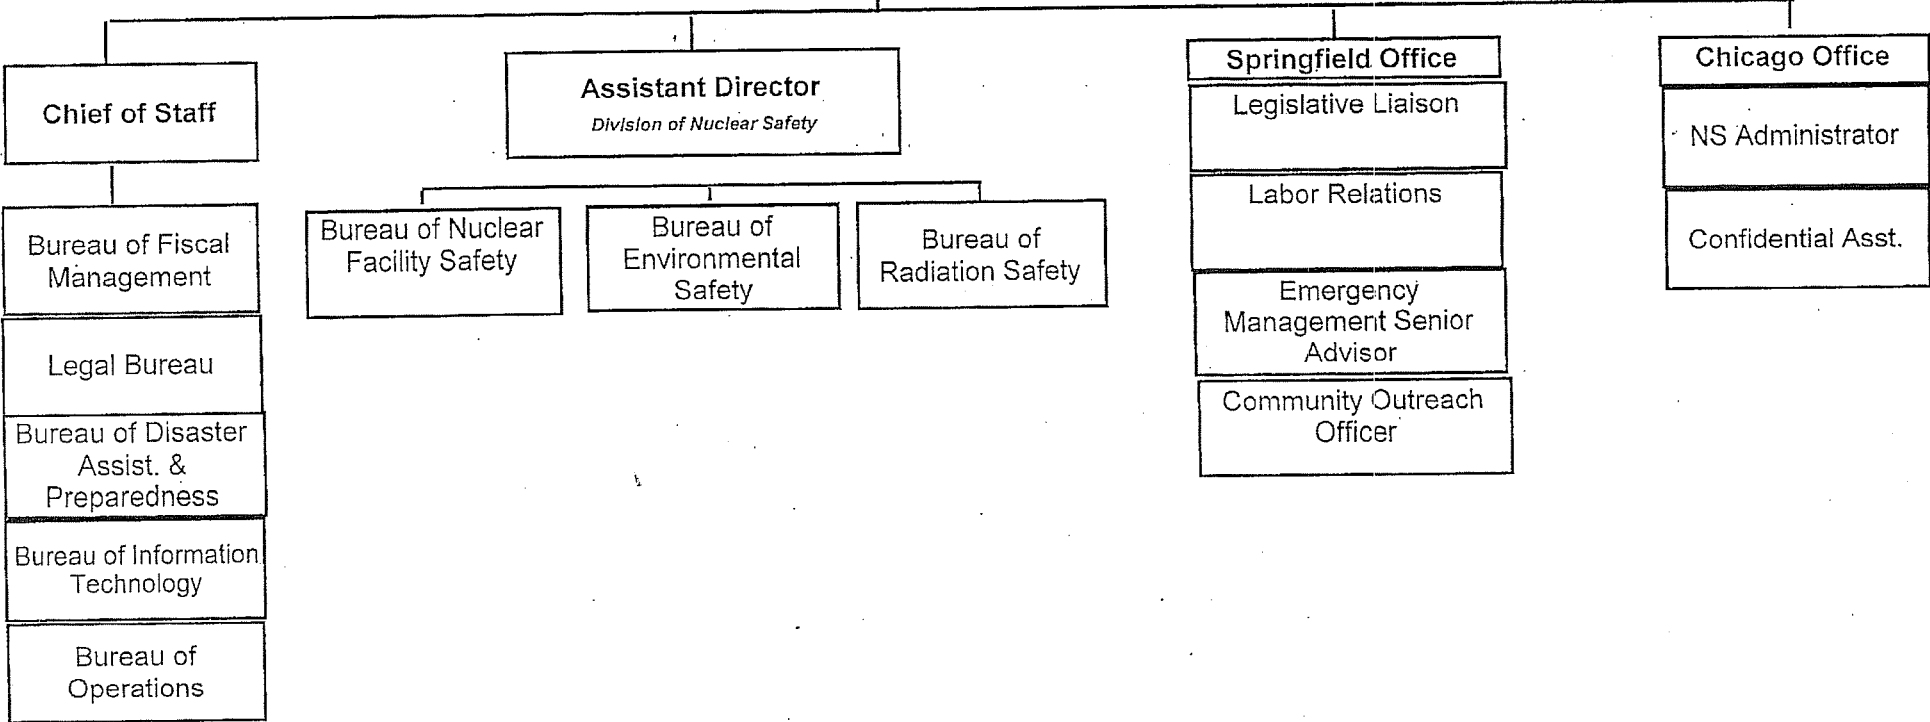 Chief of Staff
Bureau of Fiscal
Management
Legal Bureau
Bureau of Disaster
Assist. &
Preparedness
Bureau of Information
Technology
Bureau of
Operations
Assistant Director
Division of Nuclear Safety
Bureau of Nuclear
Facility Safety
Bureau of
Environmental
Safety
Bureau of
Radiation Safety
Springfield Office
Legislative Liaison
Labor Relations
Emergency
Management Senior
Advisor
Community Outreach
Officer
Chicago Office
NS Administrator
Confidential Asst.